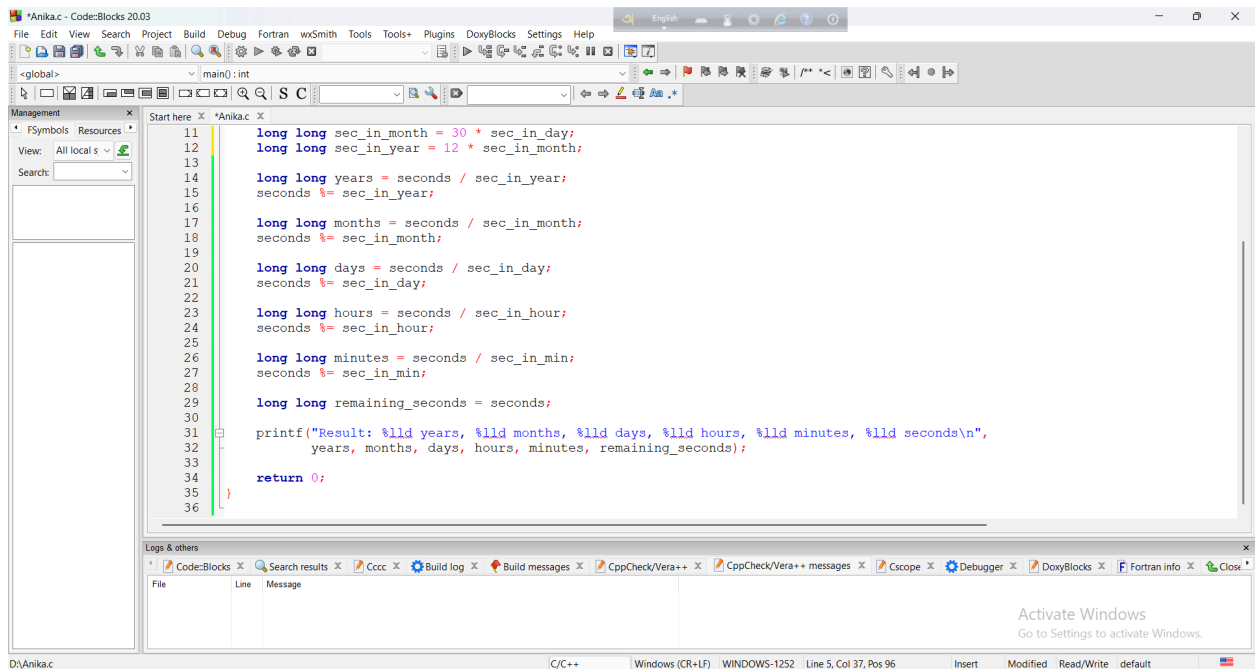 *Anika.c - Code::Blocks 20.03
English
File Edit View Search Project Build Debug Fortran wxSmith Tools Tools+ Plugins DoxyBlocks Settings Help
<global> main() : int
/** *<
S C
Aa .*
Management
Start here *Anika.c
FSymbols Resources
View: All local s
Search:
11 long long sec_in_month = 30 * sec_in_day;
12 long long sec_in_year = 12 * sec_in_month;
13
14 long long years = seconds / sec_in_year;
15 seconds %= sec_in_year;
16
17 long long months = seconds / sec_in_month;
18 seconds %= sec_in_month;
19
20 long long days = seconds / sec_in_day;
21 seconds %= sec_in_day;
22
23 long long hours = seconds / sec_in_hour;
24 seconds %= sec_in_hour;
25
26 long long minutes = seconds / sec_in_min;
27 seconds %= sec_in_min;
28
29 long long remaining_seconds = seconds;
30
31 printf("Result: %lld years, %lld months, %lld days, %lld hours, %lld minutes, %lld seconds\n",
32 years, months, days, hours, minutes, remaining_seconds);
33
34 return 0;
35 }
36
Logs & others
Code::Blocks Search results Cccc Build log Build messages CppCheck/Vera++ CppCheck/Vera++ messages Cscope Debugger DoxyBlocks Fortran info Close
File Line Message
Activate Windows
Go to Settings to activate Windows.
D:\Anika.c C/C++ Windows (CR+LF) WINDOWS-1252 Line 5, Col 37, Pos 96 Insert Modified Read/Write default